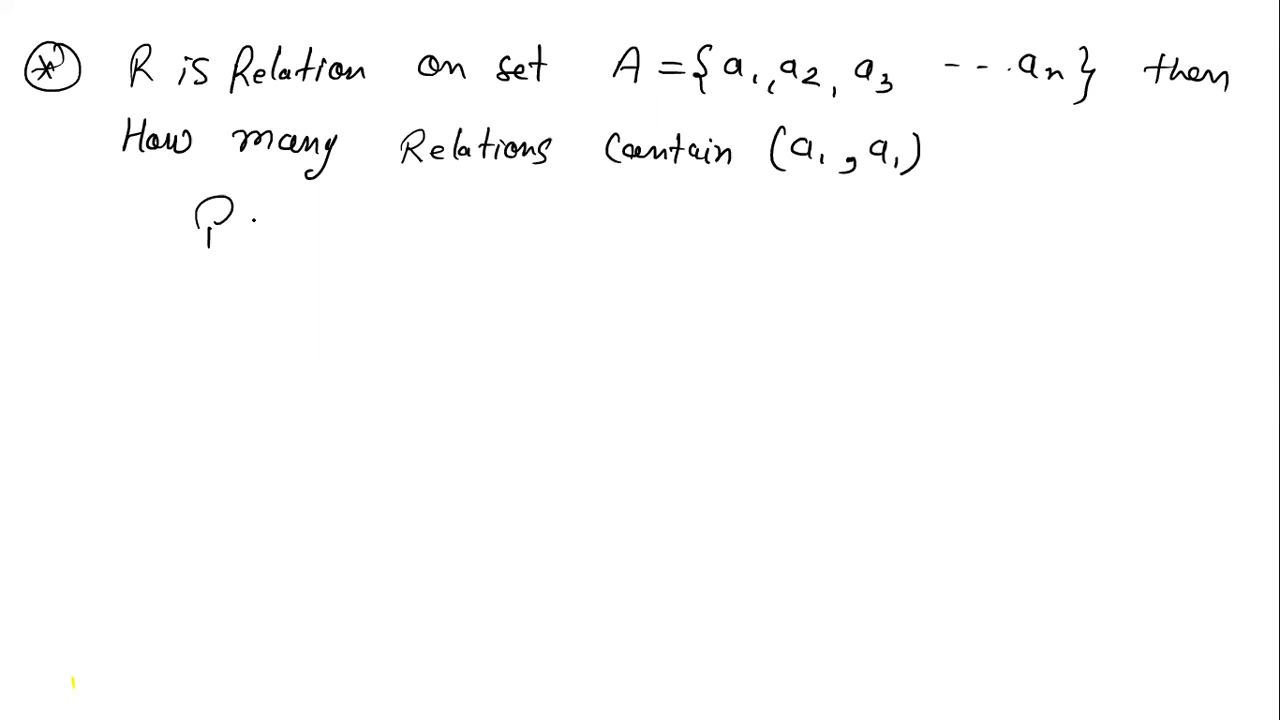 * R is Relation on set A = {a1, a2, a3 --- an} then
How many Relations Contain (a1, a1)